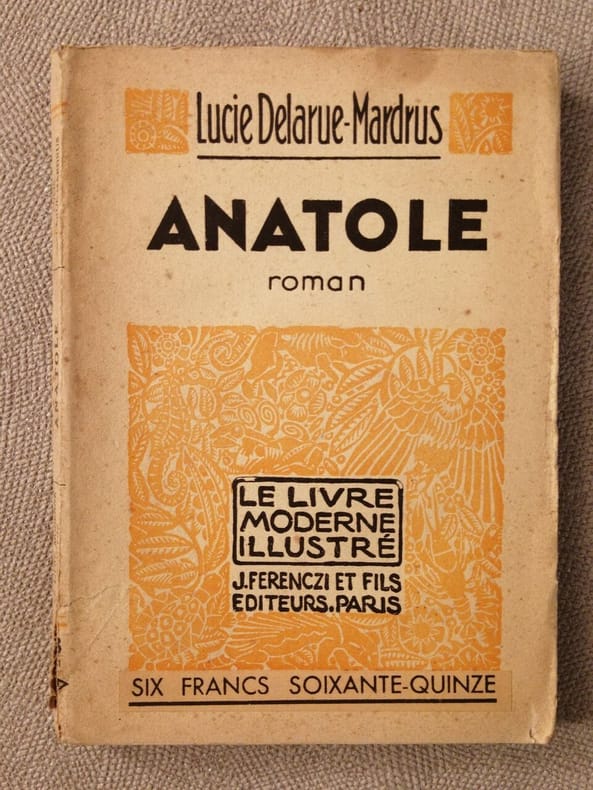 Lucie Delarue-Mardrus
ANATOLE
roman
LE LIVRE
MODERNE
ILLUSTRÉ
J. FERENCZI ET FILS
EDITEURS. PARIS
SIX FRANCS SOIXANTE-QUINZE